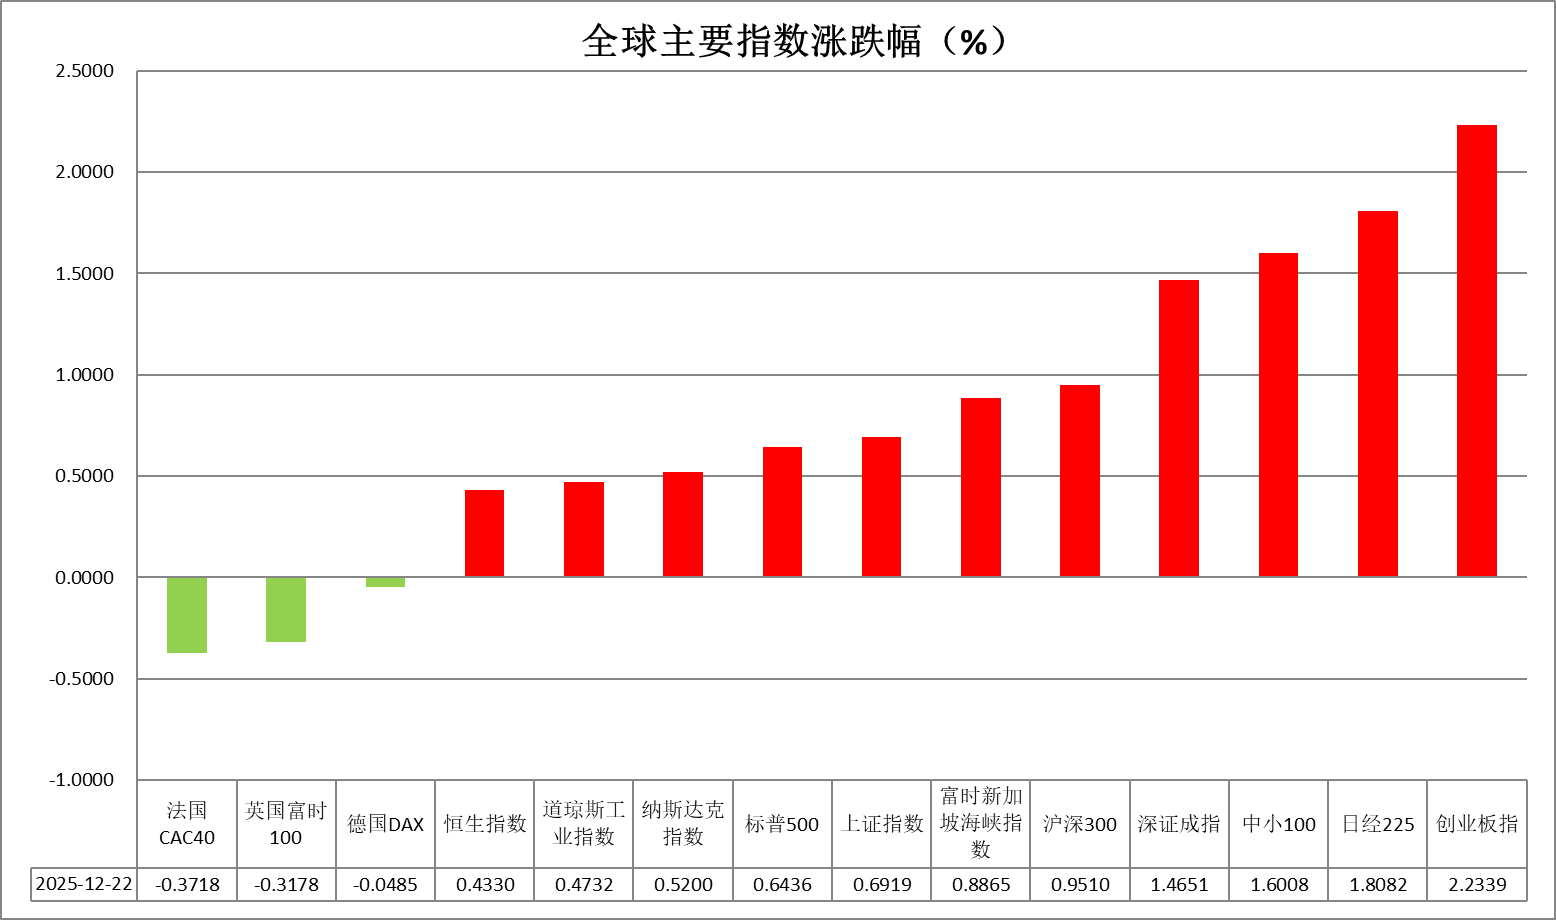 全球主要指数涨跌幅（%）
2.5000
2.0000
1.5000
1.0000
0.5000
0.0000
-0.5000
-1.0000
法国
CAC40
英国富时
100
德国DAX
恒生指数
道琼斯工
业指数
纳斯达克
指数
标普500
上证指数
富时新加
坡海峡指
数
沪深300
深证成指
中小100
日经225
创业板指
2025-12-22 -0.3718 -0.3178 -0.0485 0.4330 0.4732 0.5200 0.6436 0.6919 0.8865 0.9510 1.4651 1.6008 1.8082 2.2339